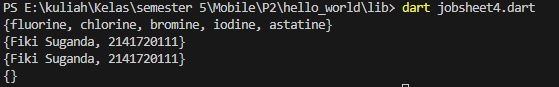 PS E:\kuliah\Kelas\semester 5\Mobile\P2\hello_world\lib> dart jobsheet4.dart
{fluorine, chlorine, bromine, iodine, astatine}
{Fiki Suganda, 2141720111}
{Fiki Suganda, 2141720111}
{}